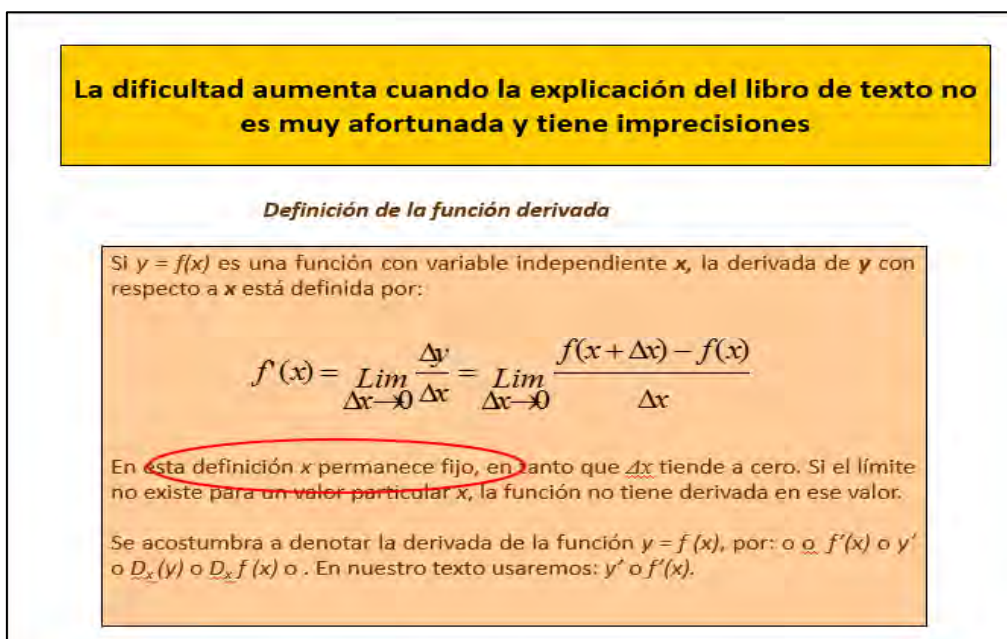 La dificultad aumenta cuando la explicación del libro de texto no
es muy afortunada y tiene imprecisiones
Definición de la función derivada
Si y = f(x) es una función con variable independiente x, la derivada de y con
respecto a x está definida por:
f'(x) = Lim Δx→0 Δy/Δx = Lim Δx→0 f(x + Δx) − f(x)/Δx
En esta definición x permanece fijo, en tanto que Δx tiende a cero. Si el límite
no existe para un valor particular x, la función no tiene derivada en ese valor.
Se acostumbra a denotar la derivada de la función y = f (x), por: o o f'(x) o y'
o Dx (y) o Dx f (x) o . En nuestro texto usaremos: y' o f'(x).